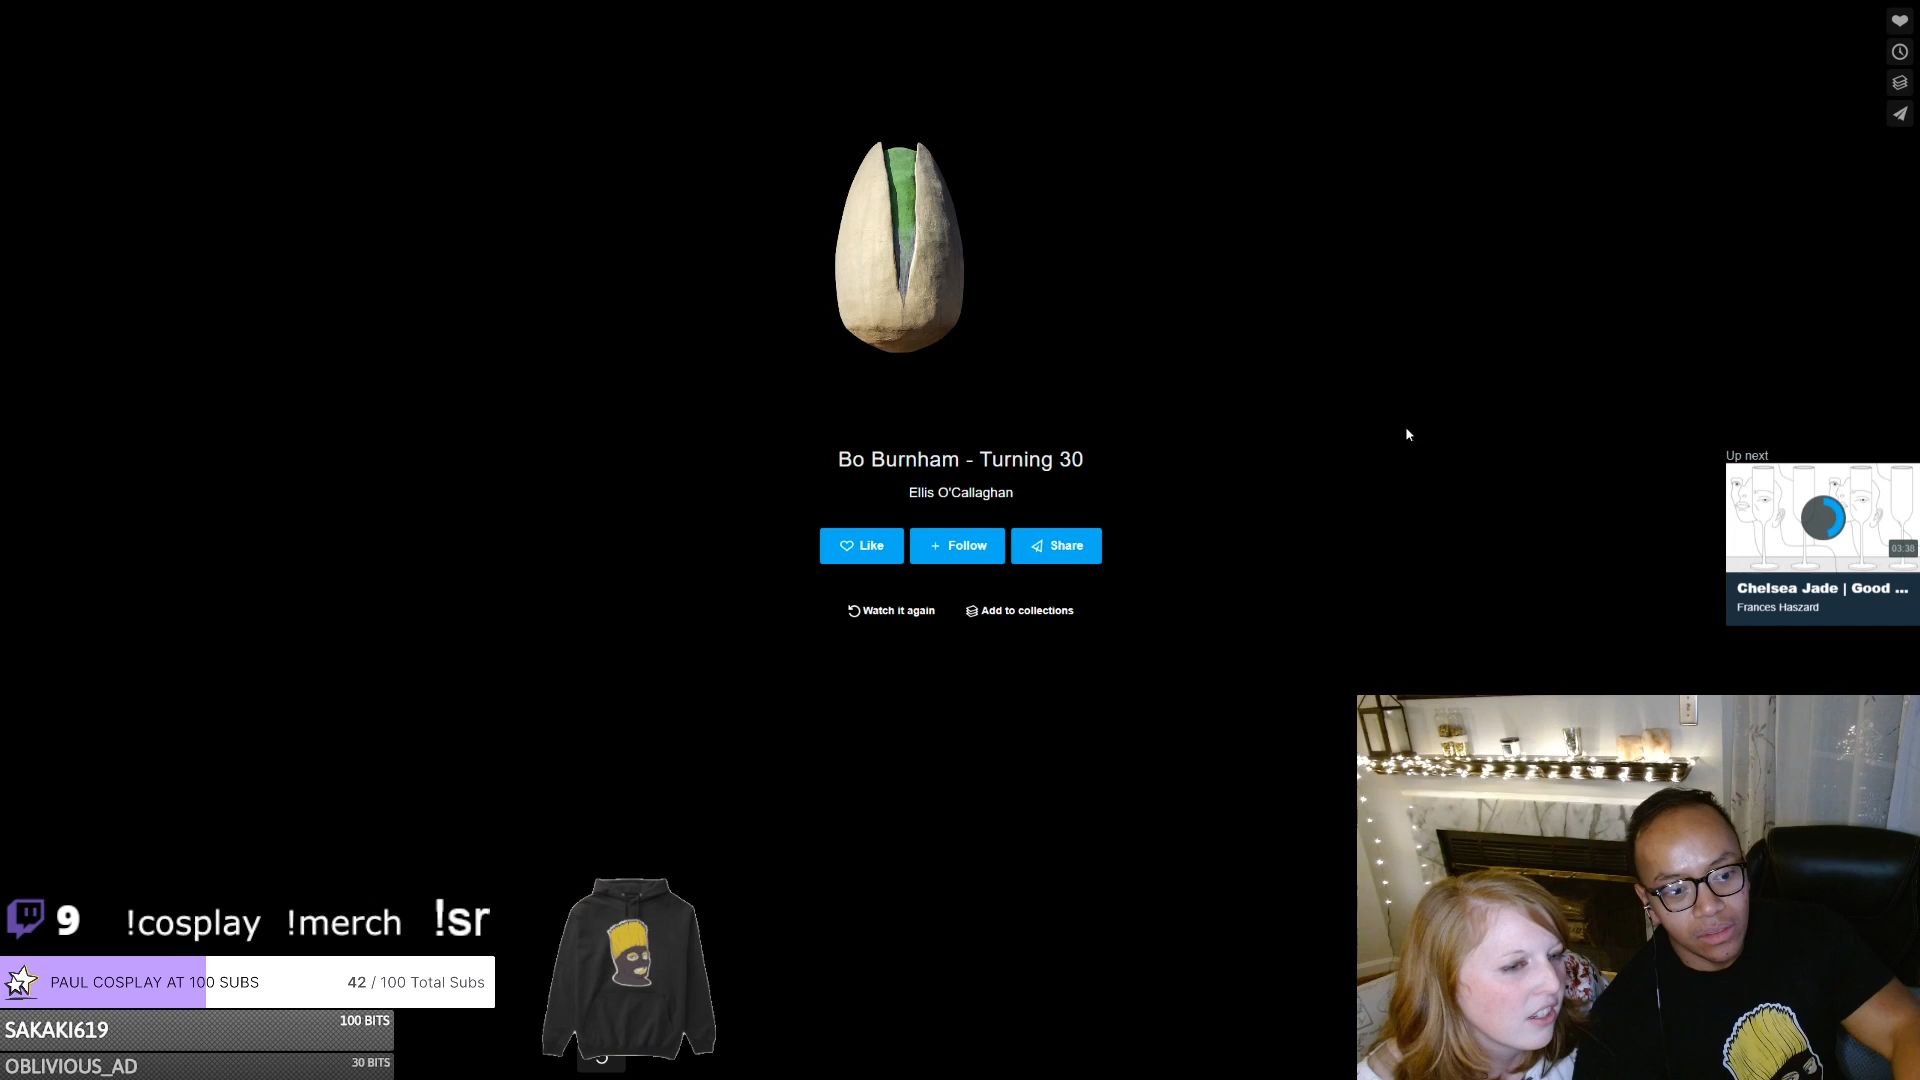 Bo Burnham - Turning 30
Ellis O'Callaghan
Like
+ Follow
Share
Watch it again
Add to collections
Up next
03:38
Chelsea Jade | Good ...
Frances Haszard
9 !cosplay !merch !sr
PAUL COSPLAY AT 100 SUBS 42 / 100 Total Subs
SAKAKI619 100 BITS
OBLIVIOUS_AD 30 BITS